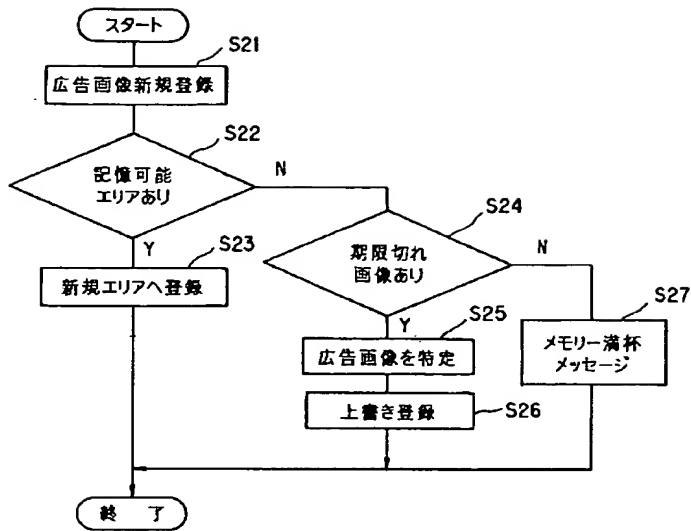 スタート
S21
広告画像新規登録
S22
記憶可能
エリアあり
N
Y
S23
新規エリアへ登録
S24
期限切れ
画像あり
N
Y
S25
広告画像を特定
S26
上書き登録
S27
メモリー満杯
メッセージ
終了